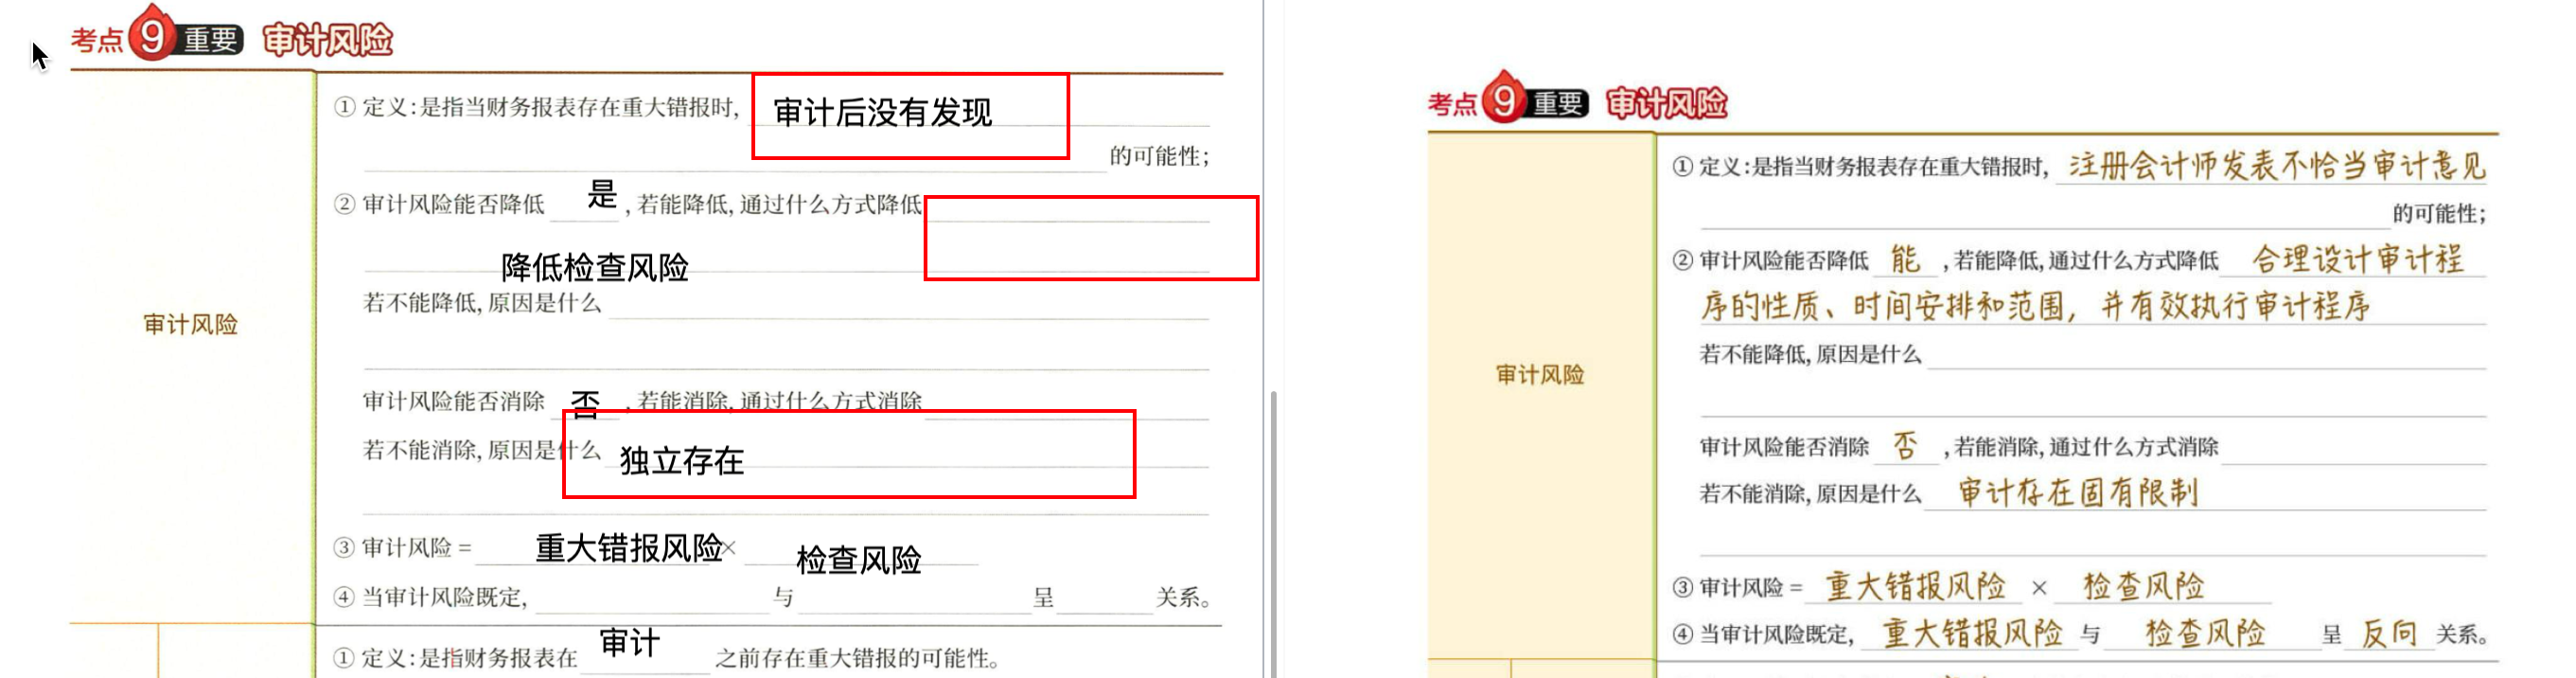 考点9重要 审计风险
审计风险
①定义:是指当财务报表存在重大错报时, 审计后没有发现
的可能性;
②审计风险能否降低 是 ,若能降低,通过什么方式降低
降低检查风险
若不能降低,原因是什么
审计风险能否消除 否 ,若能消除,通过什么方式消除
若不能消除,原因是什么 独立存在
③审计风险= 重大错报风险 × 检查风险
④当审计风险既定, 与 呈 关系。
①定义:是指财务报表在 审计 之前存在重大错报的可能性。
考点9重要 审计风险
审计风险
①定义:是指当财务报表存在重大错报时, 注册会计师发表不恰当审计意见
的可能性;
②审计风险能否降低 能 ,若能降低,通过什么方式降低 合理设计审计程
序的性质、时间安排和范围, 并有效执行审计程序
若不能降低,原因是什么
审计风险能否消除 否 ,若能消除,通过什么方式消除
若不能消除,原因是什么 审计存在固有限制
③审计风险= 重大错报风险 × 检查风险
④当审计风险既定, 重大错报风险 与 检查风险 呈 反向 关系。